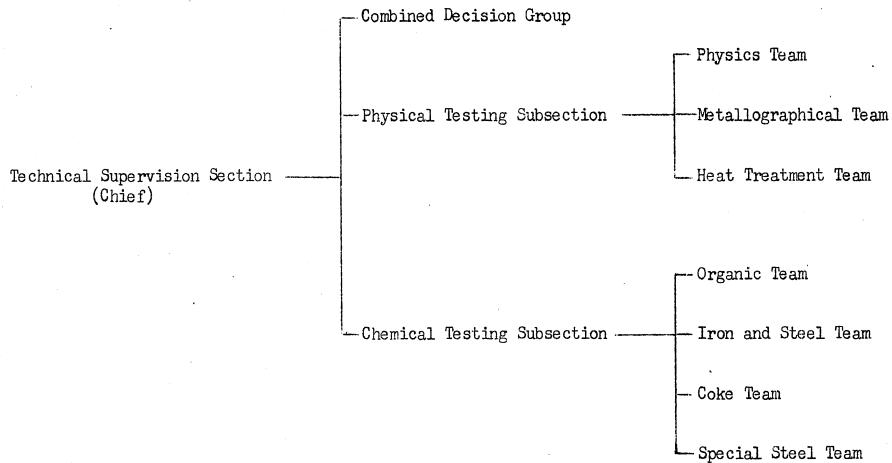 Combined Decision Group
Physics Team
Physical Testing Subsection
Metallographical Team
Technical Supervision Section
(Chief)
Heat Treatment Team
Organic Team
Chemical Testing Subsection
Iron and Steel Team
Coke Team
Special Steel Team